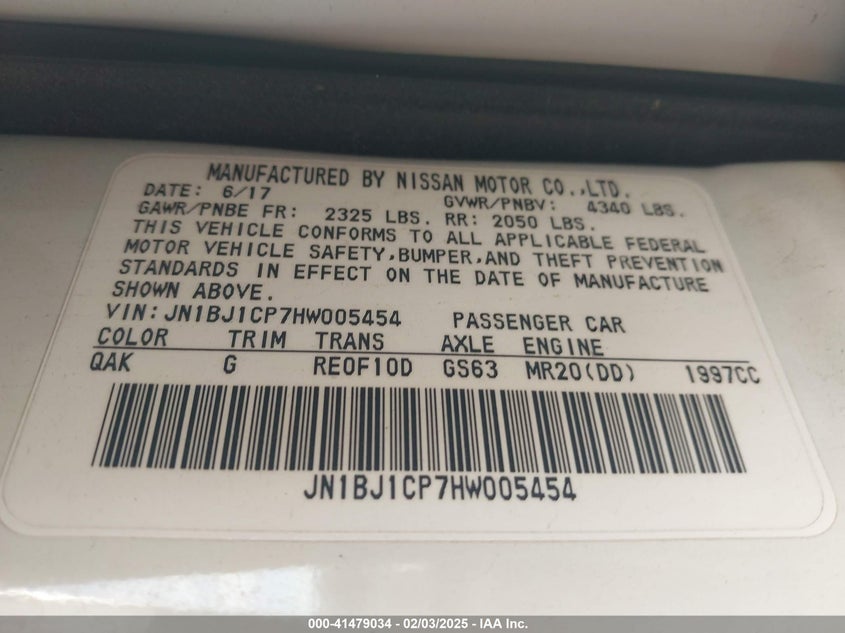 MANUFACTURED BY NISSAN MOTOR CO.,LTD.
DATE: 6/17 GVWR/PNBV: 4340 LBS.
GAWR/PNBE FR: 2325 LBS. RR: 2050 LBS.
THIS VEHICLE CONFORMS TO ALL APPLICABLE FEDERAL
MOTOR VEHICLE SAFETY,BUMPER,AND THEFT PREVENTION
STANDARDS IN EFFECT ON THE DATE OF MANUFACTURE
SHOWN ABOVE.
VIN:JN1BJ1CP7HW005454 PASSENGER CAR
COLOR TRIM TRANS AXLE ENGINE
QAK G RE0F10D GS63 MR20(DD) 1997CC
JN1BJ1CP7HW005454
000-41479034 - 02/03/2025 - IAA Inc.